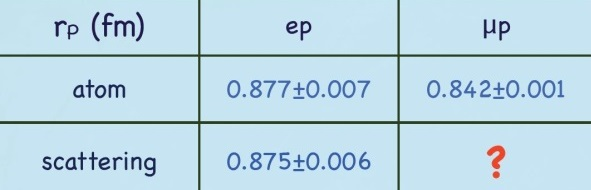 rp (fm) ep μp
atom 0.877±0.007 0.842±0.001
scattering 0.875±0.006 ?